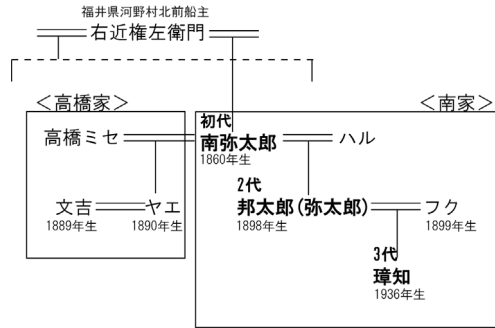 福井県河野村北前船主
右近権左衛門
<高橋家>
<南家>
初代
高橋ミセ
南弥太郎
ハル
1860年生
2代
文吉
ヤエ
邦太郎(弥太郎)
フク
1889年生
1890年生
1898年生
1899年生
3代
璋知
1936年生